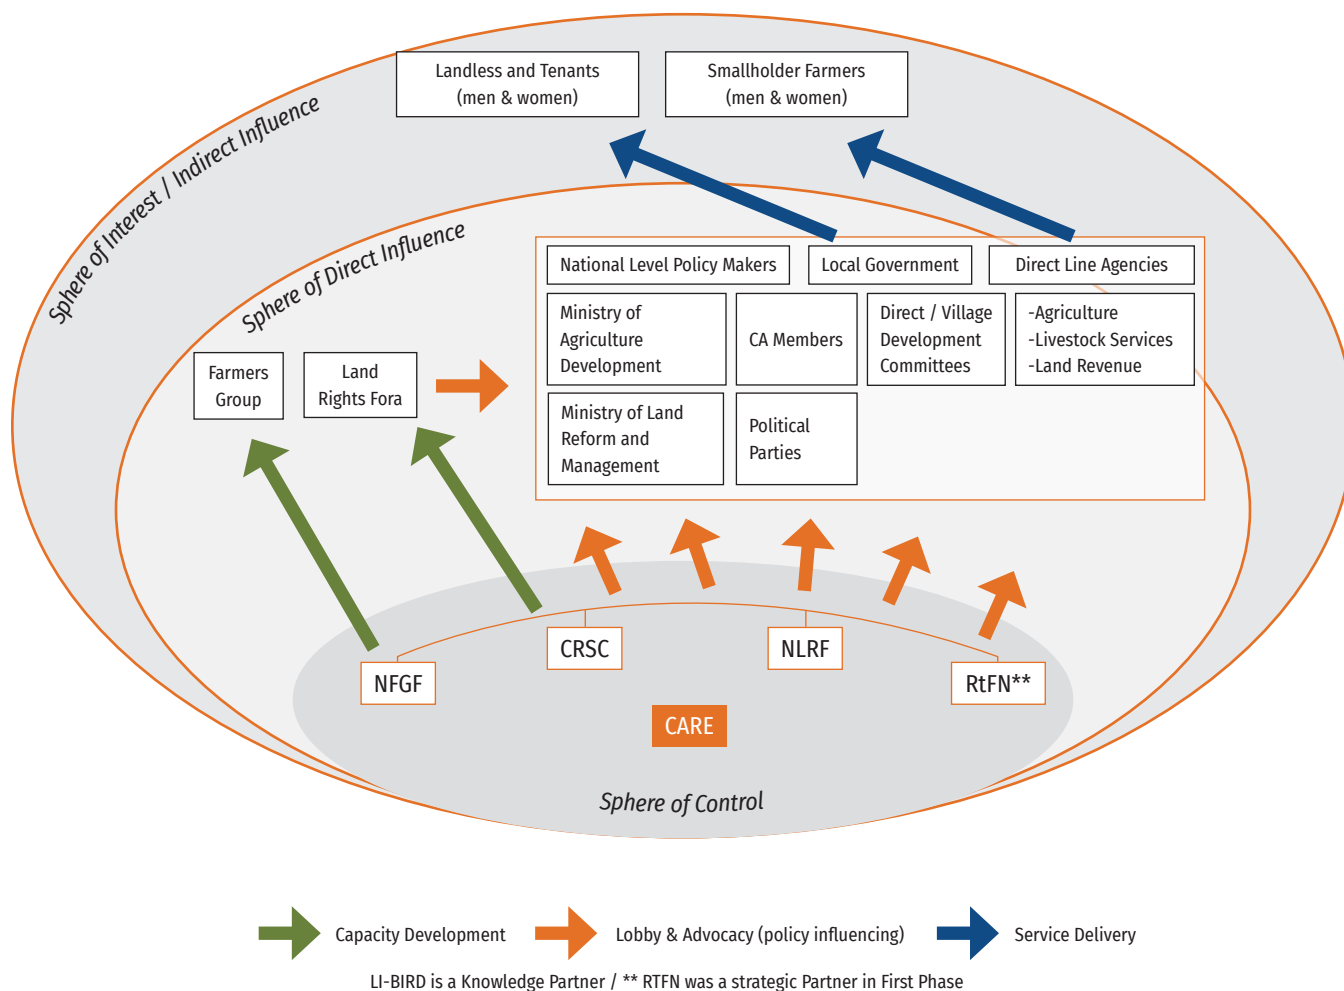 Landless and Tenants
(men & women)
Smallholder Farmers
(men & women)
Sphere of Interest / Indirect Influence
Sphere of Direct Influence
National Level Policy Makers
Local Government
Direct Line Agencies
Ministry of
Agriculture
Development
CA Members
Direct / Village
Development
Committees
-Agriculture
-Livestock Services
-Land Revenue
Farmers
Group
Land
Rights Fora
Ministry of Land
Reform and
Management
Political
Parties
NFGF
CRSC
NLRF
RtFN**
CARE
Sphere of Control
Capacity Development
Lobby & Advocacy (policy influencing)
Service Delivery
LI-BIRD is a Knowledge Partner / ** RTFN was a strategic Partner in First Phase